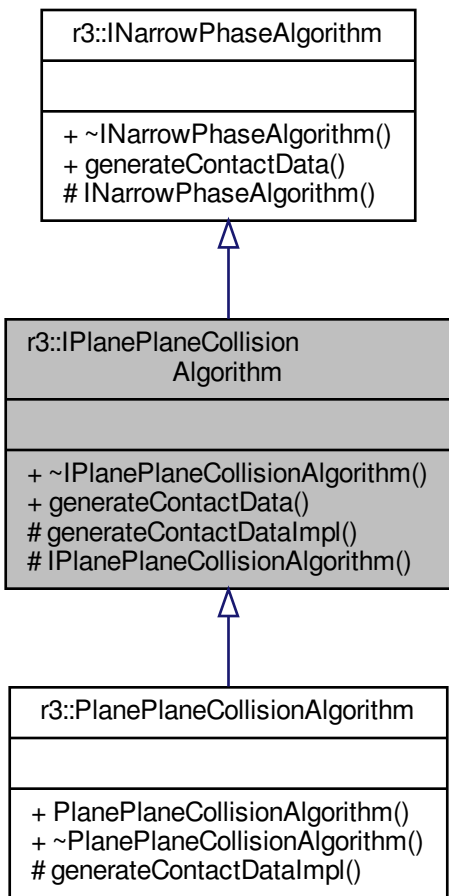 r3::INarrowPhaseAlgorithm
+ ~INarrowPhaseAlgorithm()
+ generateContactData()
# INarrowPhaseAlgorithm()
r3::IPlanePlaneCollision
Algorithm
+ ~IPlanePlaneCollisionAlgorithm()
+ generateContactData()
# generateContactDataImpl()
# IPlanePlaneCollisionAlgorithm()
r3::PlanePlaneCollisionAlgorithm
+ PlanePlaneCollisionAlgorithm()
+ ~PlanePlaneCollisionAlgorithm()
# generateContactDataImpl()